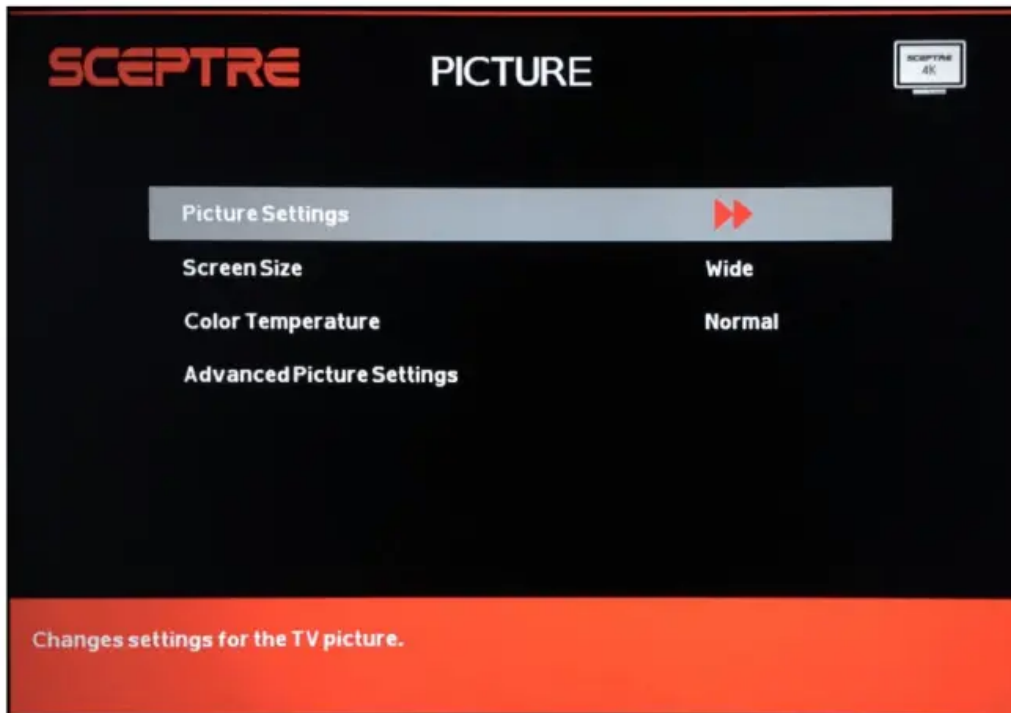 SCEPTRE PICTURE
SCEPTRE
4K
Picture Settings
Screen Size Wide
Color Temperature Normal
Advanced Picture Settings
Changes settings for the TV picture.